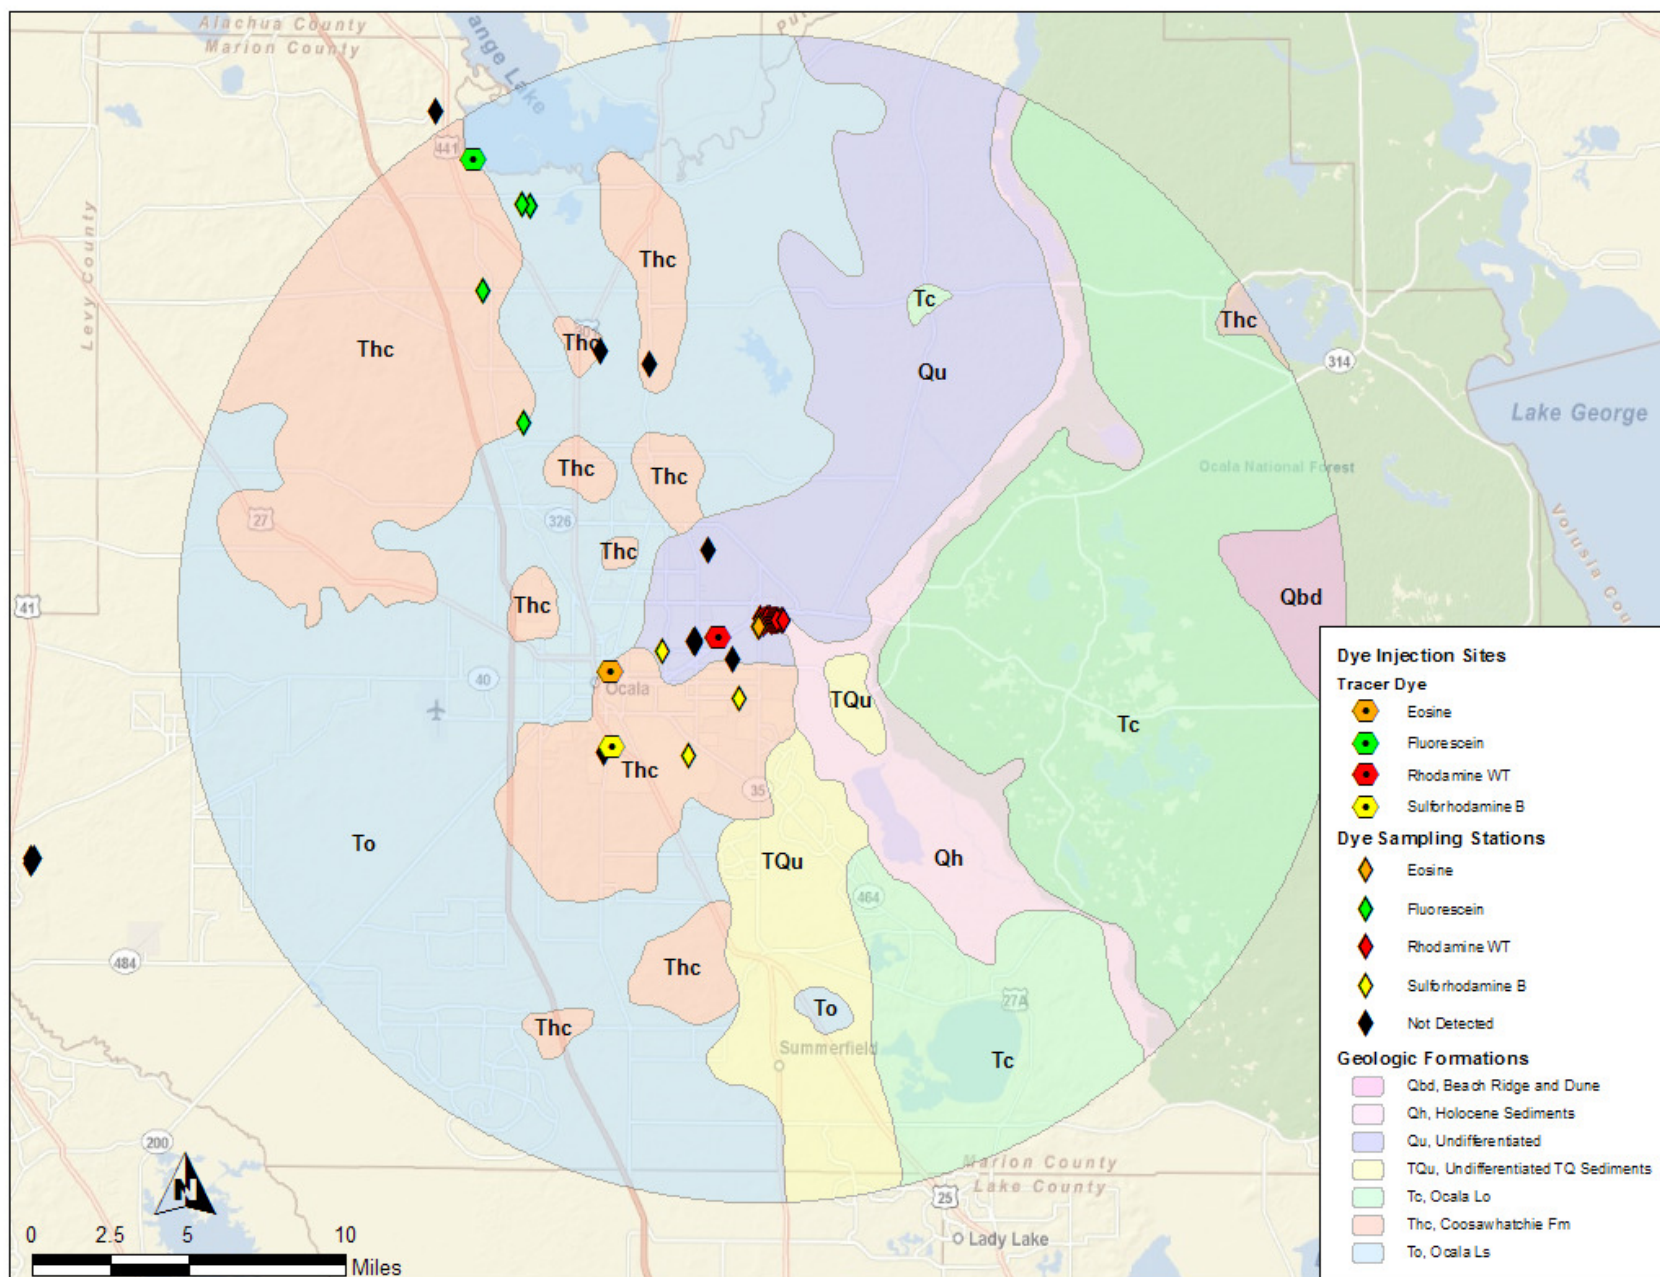 Alachua County
Marion County
ange Lake
Pu
441
Levy County
Thc
Thc
Tc
Thc
301
Thc
314
Qu
Lake George
Ocala National Forest
Thc
Thc
27
326
Volusia Cou
Thc
Thc
Qbd
41
40
Ocala
TQu
Tc
Thc
35
To
TQu
Qh
464
484
Thc
27A
To
Thc
Summerfield
Tc
200
Marion County
Lake County
25
Lady Lake
N
0 2.5 5 10
Miles
Dye Injection Sites
Tracer Dye
Eosine
Fluorescein
Rhodamine WT
Sulforhodamine B
Dye Sampling Stations
Eosine
Fluorescein
Rhodamine WT
Sulforhodamine B
Not Detected
Geologic Formations
Qbd, Beach Ridge and Dune
Qh, Holocene Sediments
Qu, Undifferentiated
TQu, Undifferentiated TQ Sediments
Tc, Ocala Lo
Thc, Coosawhatchie Fm
To, Ocala Ls